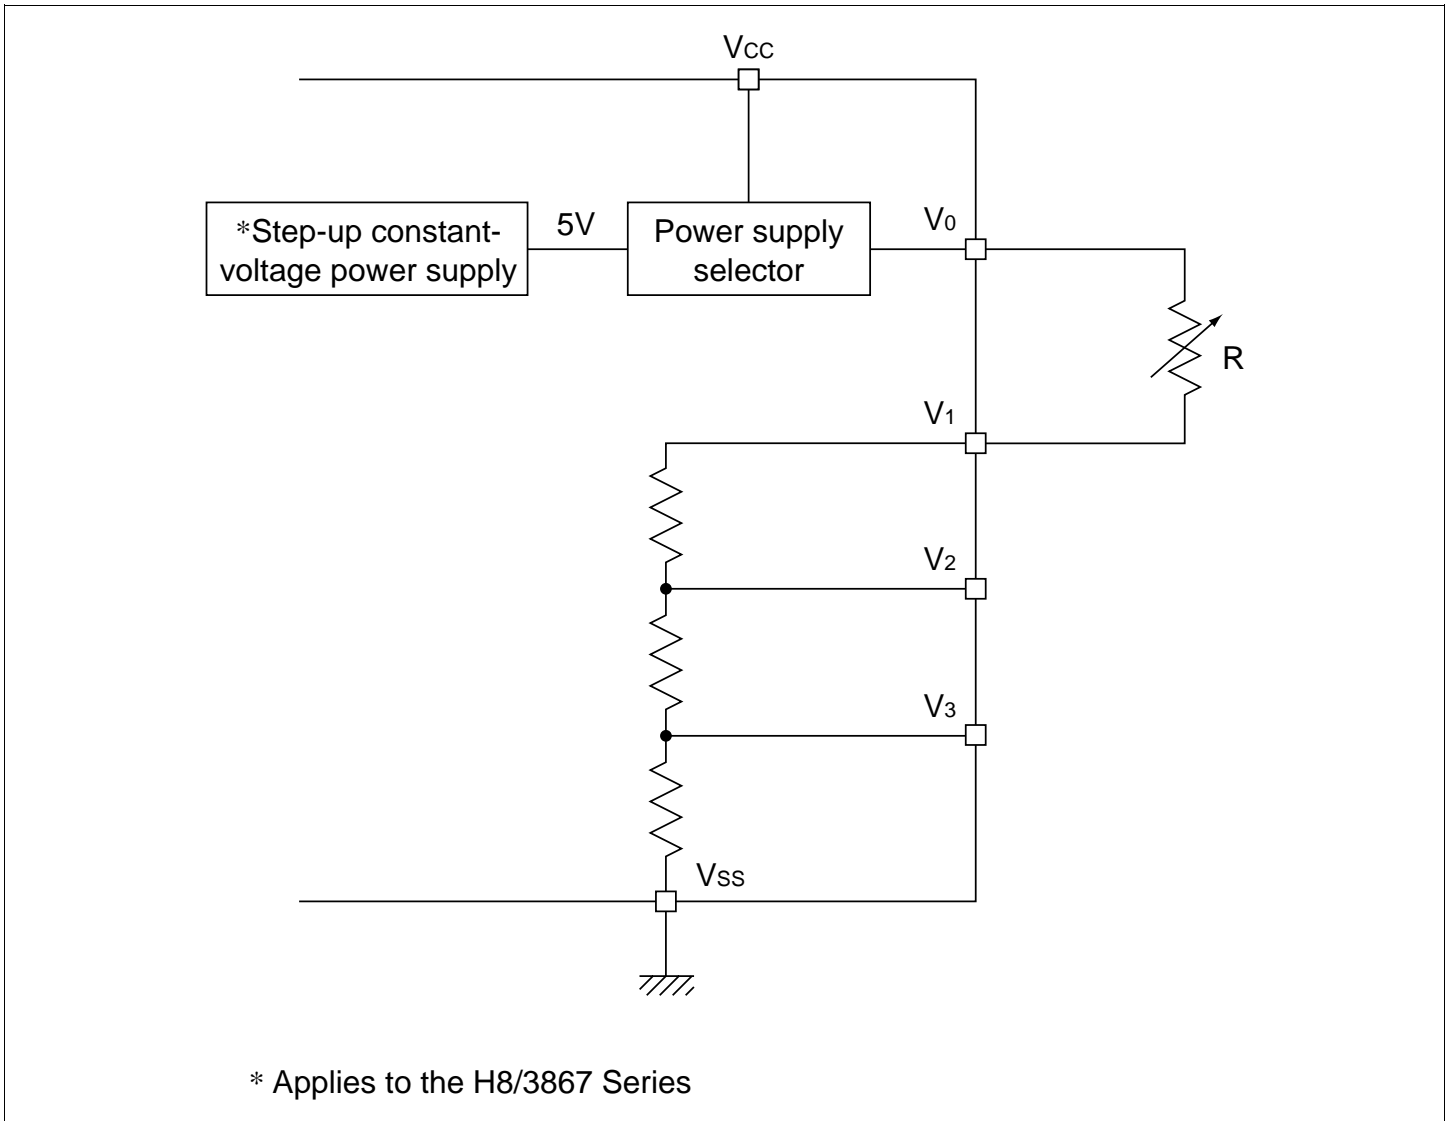 VCC
*Step-up constant-
voltage power supply
5V
Power supply
selector
V0
R
V1
V2
V3
VSS
* Applies to the H8/3867 Series